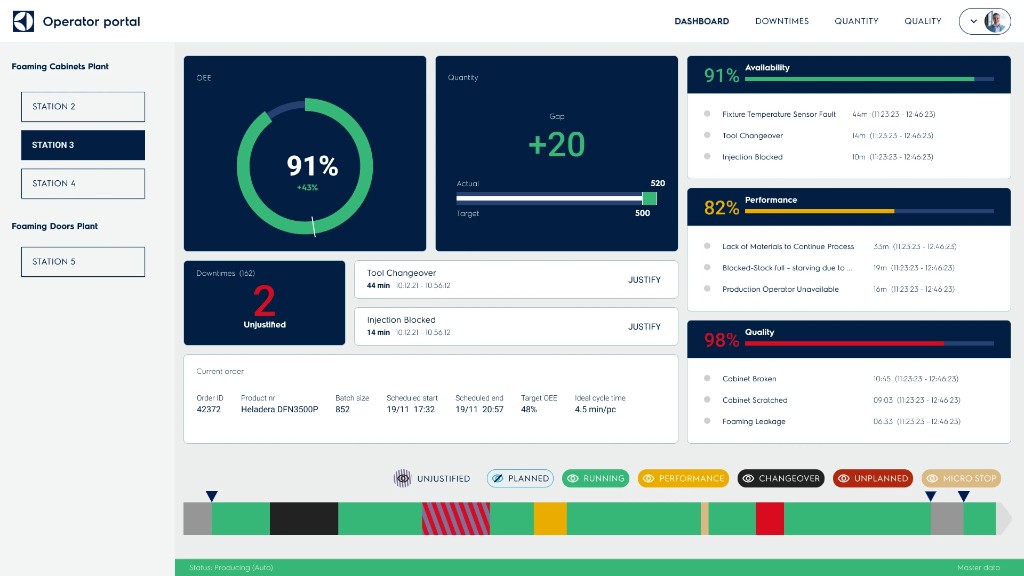 Operator portal
DASHBOARD
DOWNTIMES
QUANTITY
QUALITY
Foaming Cabinets Plant
STATION 2
STATION 3
STATION 4
Foaming Doors Plant
STATION 5
OEE
91%
+43%
Quantity
Gap
+20
Actual 520
Target 500
Downtimes (162)
2
Unjustified
Tool Changeover
44 min 10.12.21 - 10:56:12
JUSTIFY
Injection Blocked
14 min 10.12.21 - 10:56:12
JUSTIFY
Current order
Order ID Product nr Batch size Scheduled start Scheduled end Target OEE Ideal cycle time
42372 Heladera DFN3500P 852 19/11 17:32 19/11 20:57 48% 4.5 min/pc
91% Availability
Fixture Temperature Sensor Fault 44m (11:23:23 - 12:46:23)
Tool Changeover 14m (11:23:23 - 12:46:23)
Injection Blocked 10m (11:23:23 - 12:46:23)
82% Performance
Lack of Materials to Continue Process 33m (11:23:23 - 12:46:23)
Blocked-Stock full - starving due to ... 19m (11:23:23 - 12:46:23)
Production Operator Unavailable 16m (11:23:23 - 12:46:23)
98% Quality
Cabinet Broken 10:45 (11:23:23 - 12:46:23)
Cabinet Scratched 09:03 (11:23:23 - 12:46:23)
Foaming Leakage 06:33 (11:23:23 - 12:46:23)
UNJUSTIFIED
PLANNED
RUNNING
PERFORMANCE
CHANGEOVER
UNPLANNED
MICRO STOP
Status: Producing (Auto)
Master data